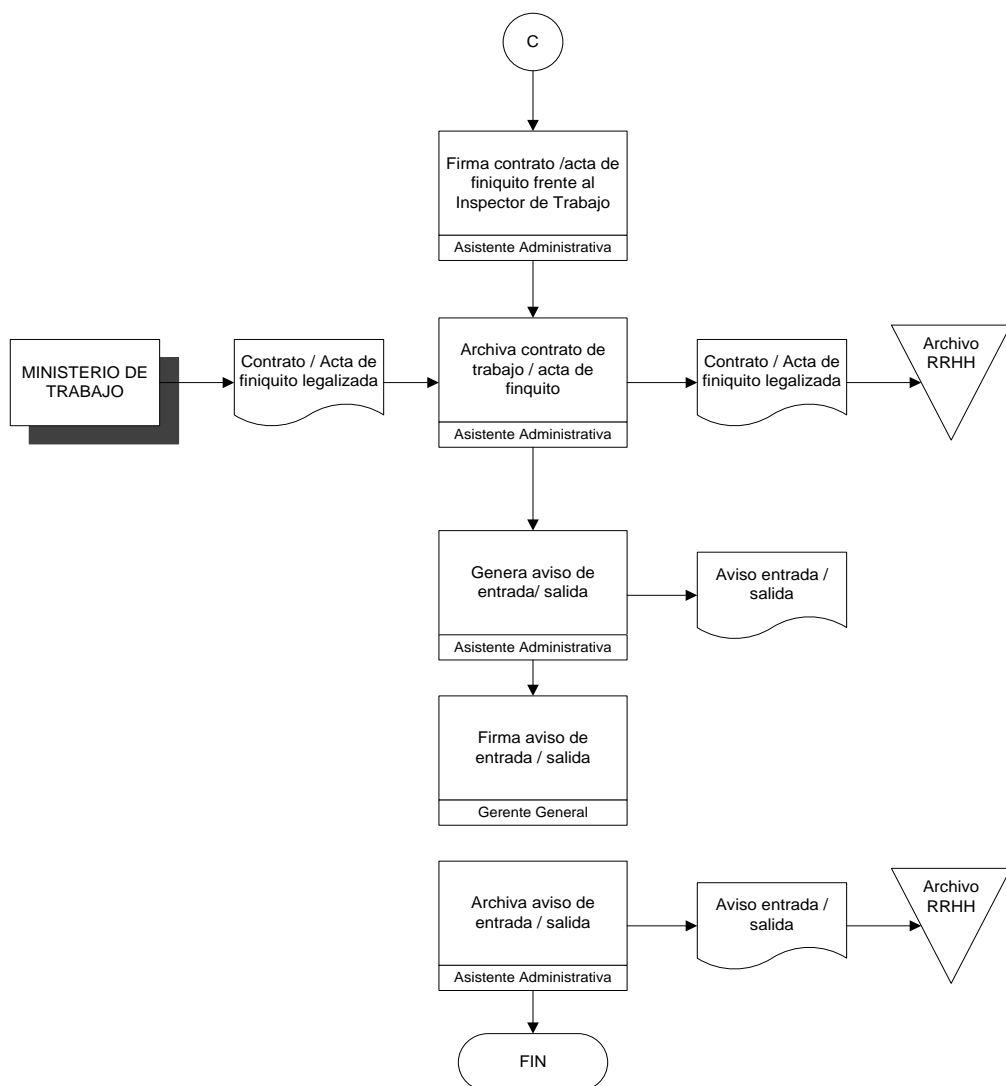 C
Firma contrato /acta de
finiquito frente al
Inspector de Trabajo
Asistente Administrativa
MINISTERIO DE
TRABAJO
Contrato / Acta de
finiquito legalizada
Archiva contrato de
trabajo / acta de
finquito
Asistente Administrativa
Contrato / Acta de
finiquito legalizada
Archivo
RRHH
Genera aviso de
entrada/ salida
Asistente Administrativa
Aviso entrada /
salida
Firma aviso de
entrada / salida
Gerente General
Archiva aviso de
entrada / salida
Asistente Administrativa
Aviso entrada /
salida
Archivo
RRHH
FIN